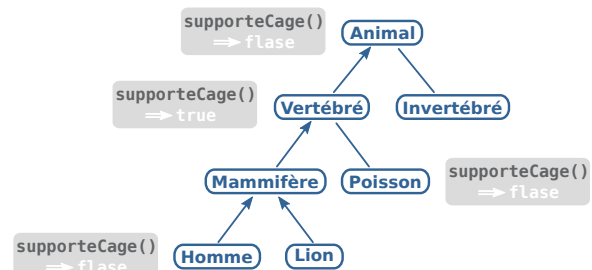 supporteCage()
⇒ flase
Animal
supporteCage()
⇒ true
Vertébré
Invertébré
Mammifère
Poisson
supporteCage()
⇒ flase
supporteCage()
⇒ flase
Homme
Lion